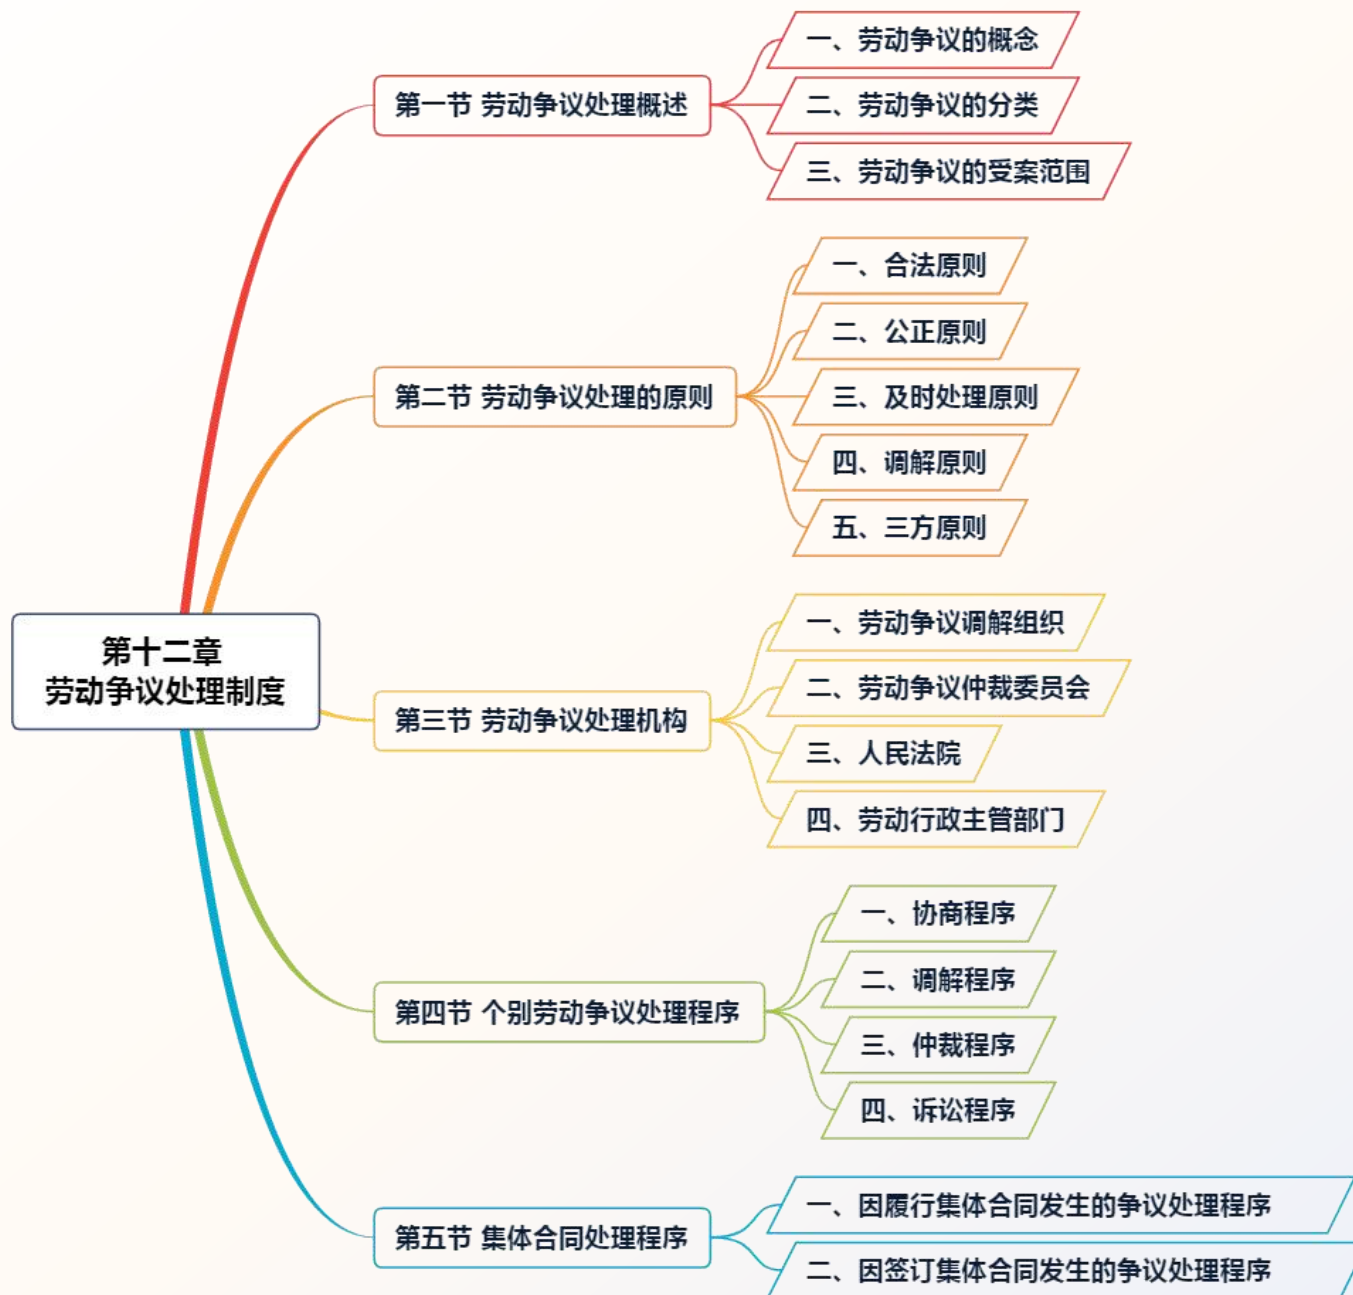 第十二章
劳动争议处理制度
第一节 劳动争议处理概述
一、劳动争议的概念
二、劳动争议的分类
三、劳动争议的受案范围
第二节 劳动争议处理的原则
一、合法原则
二、公正原则
三、及时处理原则
四、调解原则
五、三方原则
第三节 劳动争议处理机构
一、劳动争议调解组织
二、劳动争议仲裁委员会
三、人民法院
四、劳动行政主管部门
第四节 个别劳动争议处理程序
一、协商程序
二、调解程序
三、仲裁程序
四、诉讼程序
第五节 集体合同处理程序
一、因履行集体合同发生的争议处理程序
二、因签订集体合同发生的争议处理程序